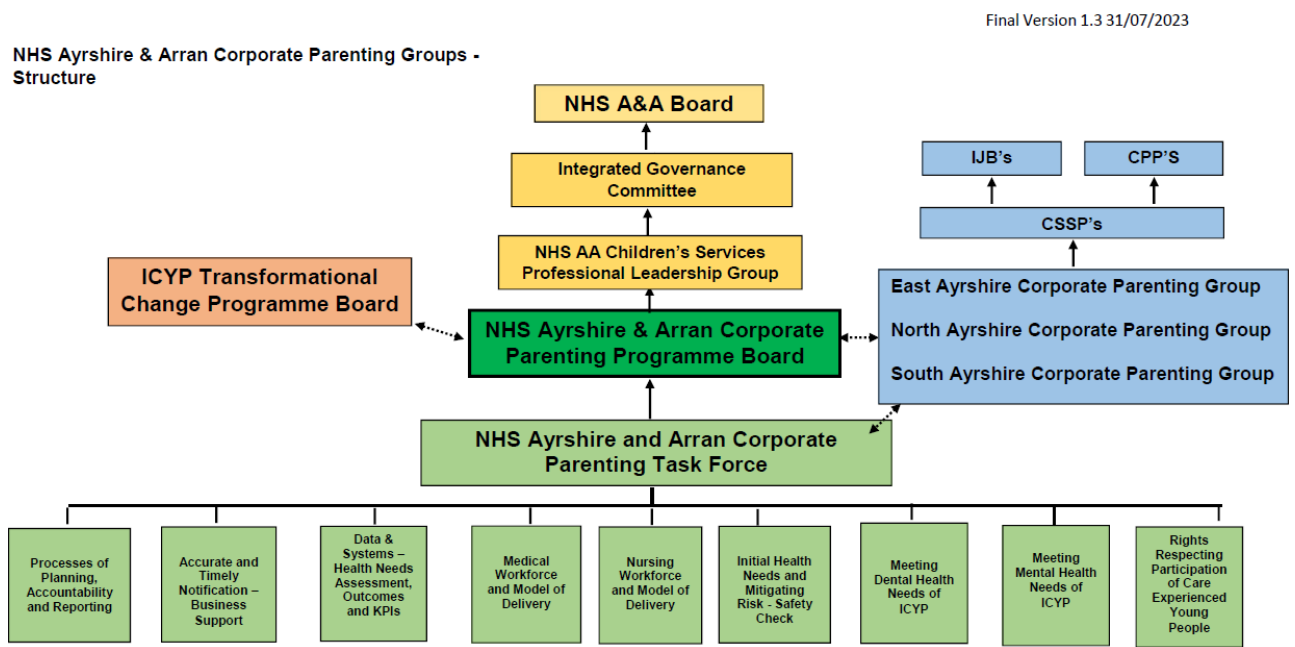 Final Version 1.3 31/07/2023
NHS Ayrshire & Arran Corporate Parenting Groups -
Structure
NHS A&A Board
Integrated Governance
Committee
NHS AA Children's Services
Professional Leadership Group
IJB's
CPP'S
CSSP's
ICYP Transformational
Change Programme Board
NHS Ayrshire & Arran Corporate
Parenting Programme Board
East Ayrshire Corporate Parenting Group
North Ayrshire Corporate Parenting Group
South Ayrshire Corporate Parenting Group
NHS Ayrshire and Arran Corporate
Parenting Task Force
Processes of
Planning,
Accountability
and Reporting
Accurate and
Timely
Notification –
Business
Support
Data &
Systems –
Health Needs
Assessment,
Outcomes
and KPIs
Medical
Workforce
and Model of
Delivery
Nursing
Workforce
and Model of
Delivery
Initial Health
Needs and
Mitigating
Risk - Safety
Check
Meeting
Dental Health
Needs of
ICYP
Meeting
Mental Health
Needs of
ICYP
Rights
Respecting
Participation
of Care
Experienced
Young
People